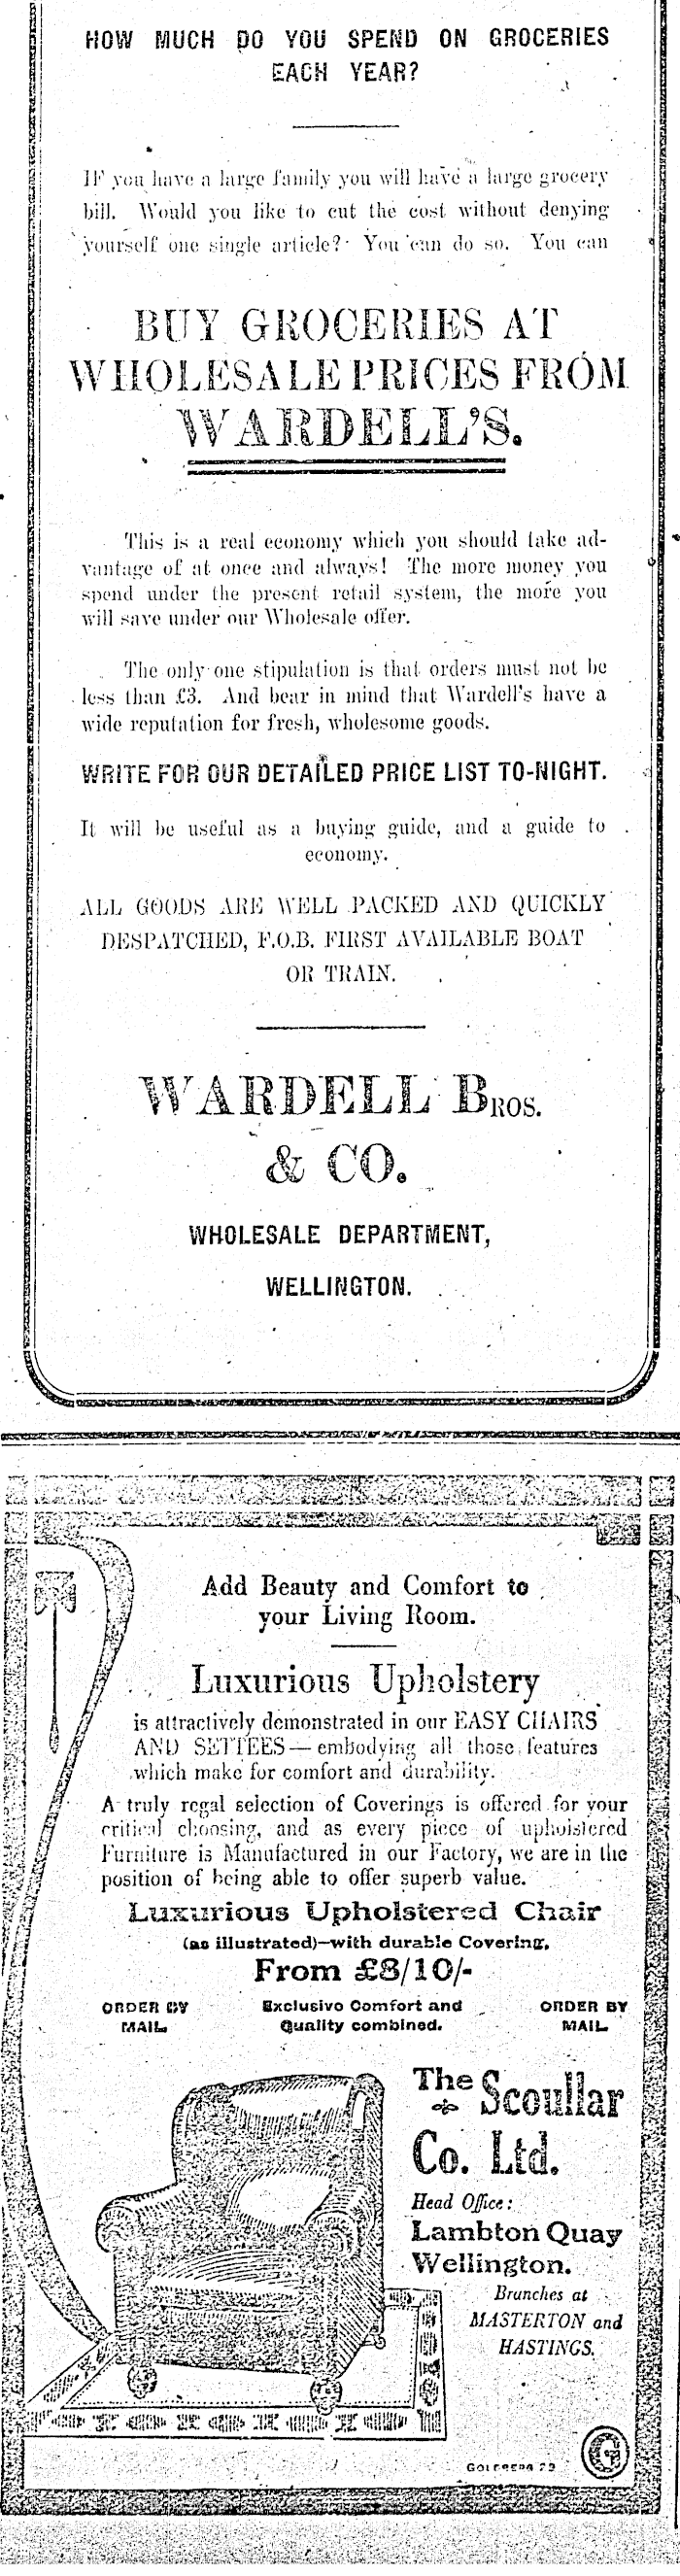 HOW MUCH DO YOU SPEND ON GROCERIES
EACH YEAR?
IF you have a large family you will have a large grocery
bill. Would you like to cut the cost without denying
yourself one single article? You can do so. You can
BUY GROCERIES AT
WHOLESALE PRICES FROM
WARDELL'S.
This is a real economy which you should take ad-
vantage of at once and always! The more money you
spend under the present retail system, the more you
will save under our Wholesale offer.
The only one stipulation is that orders must not be
less than £3. And bear in mind that Wardell's have a
wide reputation for fresh, wholesome goods.
WRITE FOR OUR DETAILED PRICE LIST TO-NIGHT.
It will be useful as a buying guide, and a guide to
economy.
ALL GOODS ARE WELL PACKED AND QUICKLY
DESPATCHED, F.O.B. FIRST AVAILABLE BOAT
OR TRAIN.
WARDELL BROS.
& CO.
WHOLESALE DEPARTMENT,
WELLINGTON.
Add Beauty and Comfort to
your Living Room.
Luxurious Upholstery
is attractively demonstrated in our EASY CHAIRS
AND SETTEES — embodying all those features
which make for comfort and durability.
A truly regal selection of Coverings is offered for your
critical choosing, and as every piece of upholstered
Furniture is Manufactured in our Factory, we are in the
position of being able to offer superb value.
Luxurious Upholstered Chair
(as illustrated)—with durable Covering,
From £8/10/-
ORDER BY Exclusive Comfort and ORDER BY
MAIL Quality combined. MAIL
The Scoullar
Co. Ltd.
Head Office:
Lambton Quay
Wellington.
Branches at
MASTERTON and
HASTINGS.
G